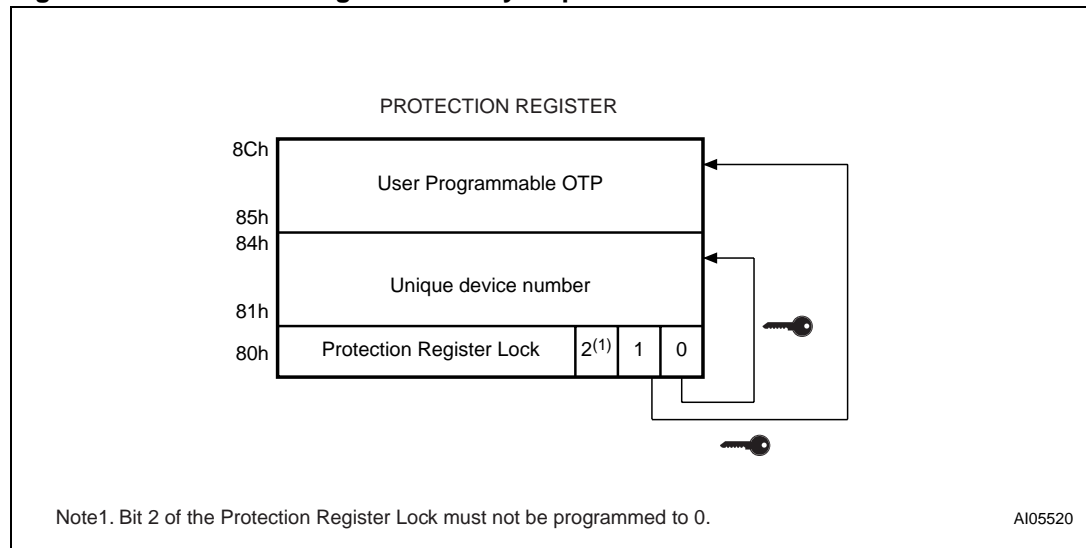 PROTECTION REGISTER
8Ch
User Programmable OTP
85h
84h
Unique device number
81h
80h Protection Register Lock 2(1) 1 0
Note1. Bit 2 of the Protection Register Lock must not be programmed to 0.
AI05520